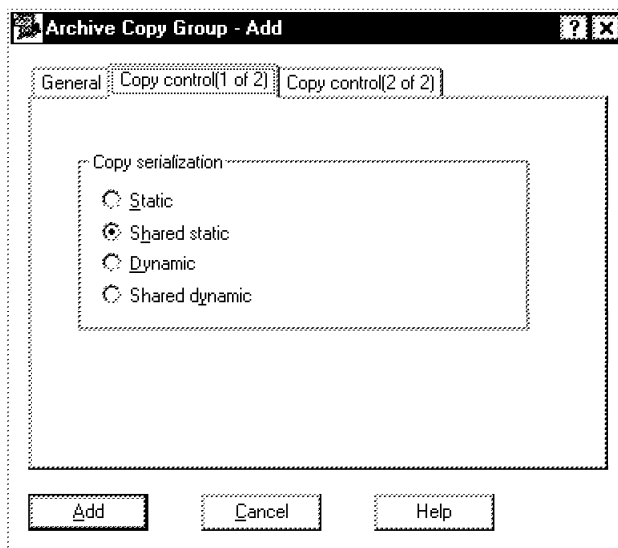 Archive Copy Group - Add
General Copy control(1 of 2) Copy control(2 of 2)
Copy serialization
Static
Shared static
Dynamic
Shared dynamic
Add Cancel Help